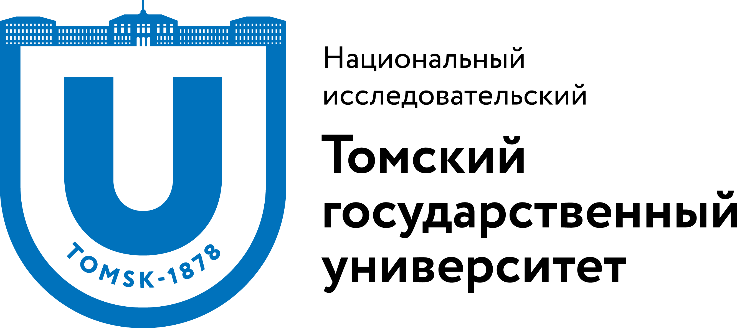 U
TOMSK-1878
Национальный
исследовательский
Томский
государственный
университет